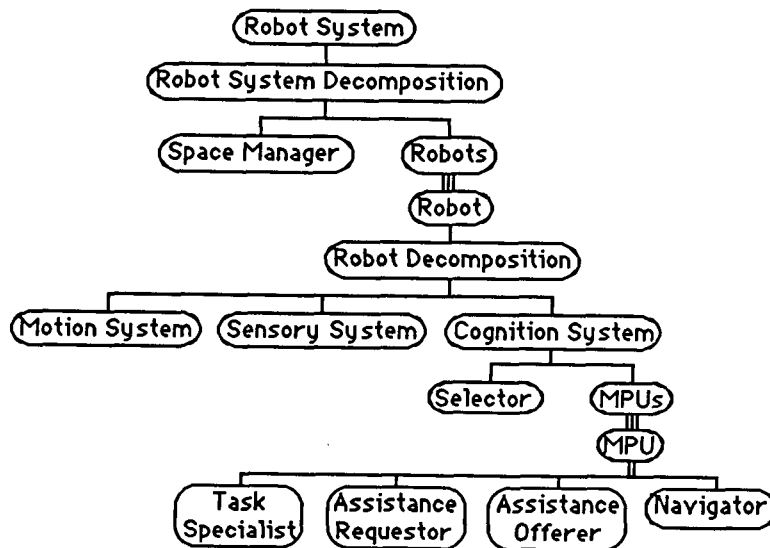 Robot System
Robot System Decomposition
Space Manager
Robots
Robot
Robot Decomposition
Motion System
Sensory System
Cognition System
Selector
MPUs
MPU
Task
Specialist
Assistance
Requestor
Assistance
Offerer
Navigator